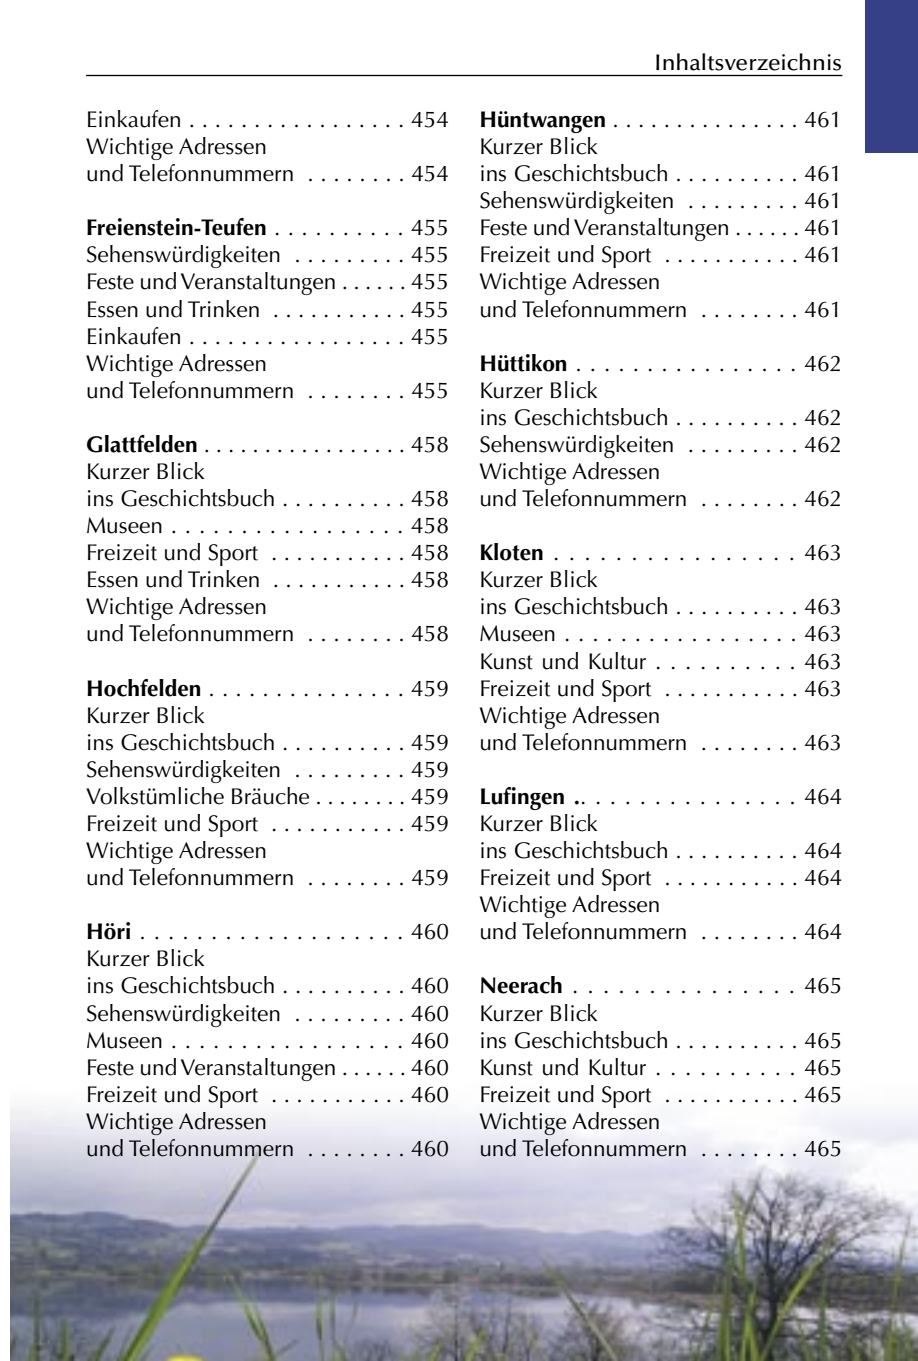 Inhaltsverzeichnis
Einkaufen . . . . . . . . . . . . . . . . . 454
Wichtige Adressen
und Telefonnummern . . . . . . . . 454
Freienstein-Teufen . . . . . . . . . . 455
Sehenswürdigkeiten . . . . . . . . . 455
Feste und Veranstaltungen . . . . . . 455
Essen und Trinken . . . . . . . . . . . 455
Einkaufen . . . . . . . . . . . . . . . . . 455
Wichtige Adressen
und Telefonnummern . . . . . . . . 455
Glattfelden . . . . . . . . . . . . . . . . . 458
Kurzer Blick
ins Geschichtsbuch . . . . . . . . . . 458
Museen . . . . . . . . . . . . . . . . . . 458
Freizeit und Sport . . . . . . . . . . . 458
Essen und Trinken . . . . . . . . . . . 458
Wichtige Adressen
und Telefonnummern . . . . . . . . 458
Hochfelden . . . . . . . . . . . . . . . 459
Kurzer Blick
ins Geschichtsbuch . . . . . . . . . . 459
Sehenswürdigkeiten . . . . . . . . . 459
Volkstümliche Bräuche . . . . . . . . 459
Freizeit und Sport . . . . . . . . . . . 459
Wichtige Adressen
und Telefonnummern . . . . . . . . 459
Höri . . . . . . . . . . . . . . . . . . . 460
Kurzer Blick
ins Geschichtsbuch . . . . . . . . . . 460
Sehenswürdigkeiten . . . . . . . . . 460
Museen . . . . . . . . . . . . . . . . . . 460
Feste und Veranstaltungen . . . . . . 460
Freizeit und Sport . . . . . . . . . . . 460
Wichtige Adressen
und Telefonnummern . . . . . . . . 460
Hüntwangen . . . . . . . . . . . . . . . 461
Kurzer Blick
ins Geschichtsbuch . . . . . . . . . . 461
Sehenswürdigkeiten . . . . . . . . . 461
Feste und Veranstaltungen . . . . . . 461
Freizeit und Sport . . . . . . . . . . . 461
Wichtige Adressen
und Telefonnummern . . . . . . . . 461
Hüttikon . . . . . . . . . . . . . . . . 462
Kurzer Blick
ins Geschichtsbuch . . . . . . . . . . 462
Sehenswürdigkeiten . . . . . . . . . 462
Wichtige Adressen
und Telefonnummern . . . . . . . . 462
Kloten . . . . . . . . . . . . . . . . 463
Kurzer Blick
ins Geschichtsbuch . . . . . . . . . . 463
Museen . . . . . . . . . . . . . . . . . . 463
Kunst und Kultur . . . . . . . . . . 463
Freizeit und Sport . . . . . . . . . . . 463
Wichtige Adressen
und Telefonnummern . . . . . . . . 463
Lufingen .. . . . . . . . . . . . . . . . 464
Kurzer Blick
ins Geschichtsbuch . . . . . . . . . . 464
Freizeit und Sport . . . . . . . . . . . 464
Wichtige Adressen
und Telefonnummern . . . . . . . . 464
Neerach . . . . . . . . . . . . . . . 465
Kurzer Blick
ins Geschichtsbuch . . . . . . . . . . 465
Kunst und Kultur . . . . . . . . . . 465
Freizeit und Sport . . . . . . . . . . . 465
Wichtige Adressen
und Telefonnummern . . . . . . . . 465